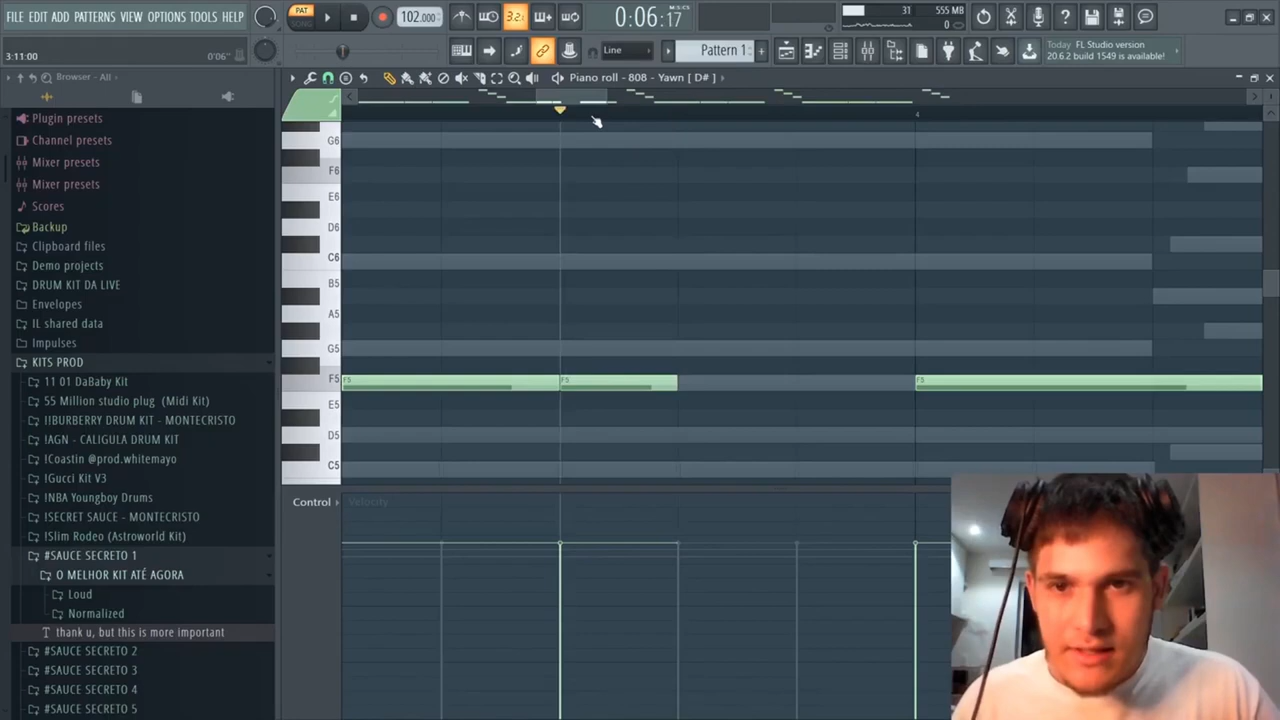 FILE EDIT ADD PATTERNS VIEW OPTIONS TOOLS HELP
PAT
SONG
102.000
3.2
0:06:17
31
555 MB
0
3:11:00
0'06"
Line
Pattern 1
Today FL Studio version
20.6.2 build 1549 is available!
Browser - All
Piano roll - 808 - Yawn [ D# ]
4
Plugin presets
Channel presets
Mixer presets
Mixer presets
Scores
Backup
Clipboard files
Demo projects
DRUM KIT DA LIVE
Envelopes
IL shared data
Impulses
KITS PROD
11 01 DaBaby Kit
55 Million studio plug (Midi Kit)
!!BURBERRY DRUM KIT - MONTECRISTO
!AGN - CALIGULA DRUM KIT
!Coastin @prod.whitemayo
!Gucci Kit V3
!NBA Youngboy Drums
!SECRET SAUCE - MONTECRISTO
!Slim Rodeo (Astroworld Kit)
#SAUCE SECRETO 1
O MELHOR KIT ATÉ AGORA
Loud
Normalized
thank u, but this is more important
#SAUCE SECRETO 2
#SAUCE SECRETO 3
#SAUCE SECRETO 4
#SAUCE SECRETO 5
G6
F6
E6
D6
C6
B5
A5
G5
F5
F5
F5
F5
E5
D5
C5
Control
Velocity